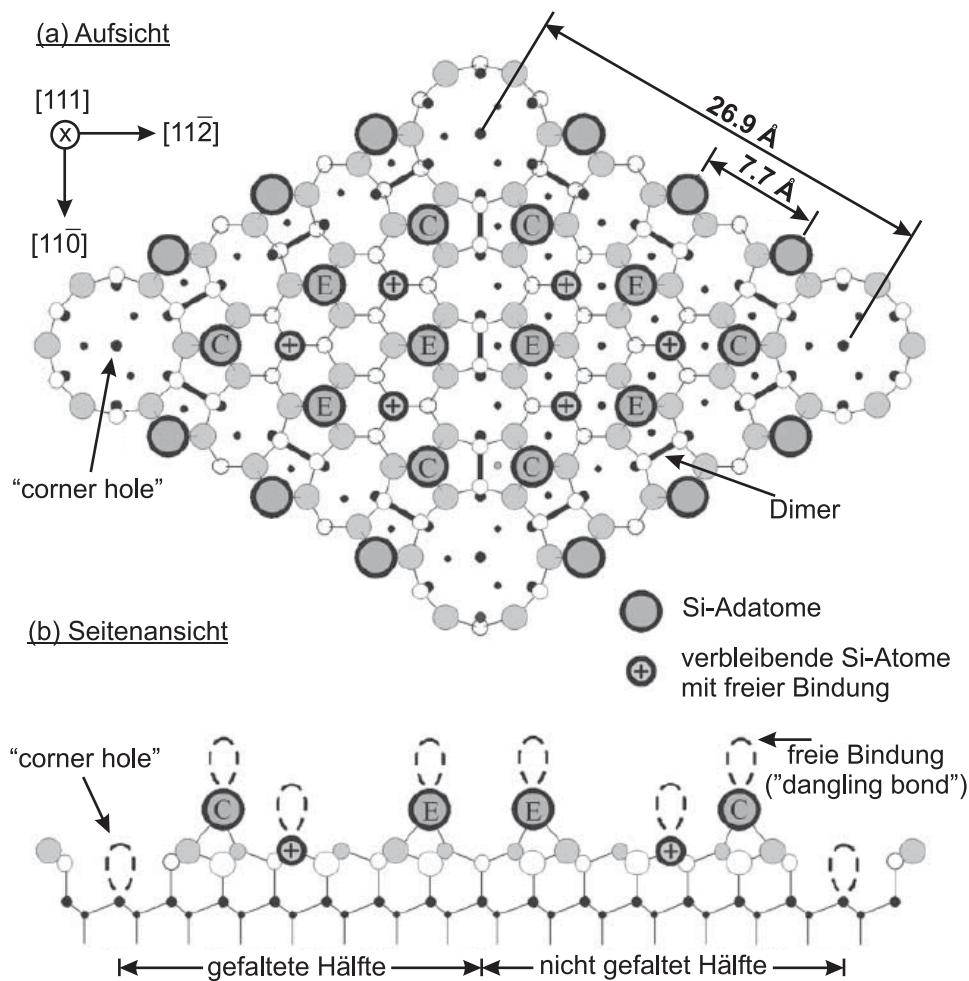 (a) Aufsicht
[111]
x
[112̄]
[11̄0]
26.9 Å
7.7 Å
C C
E + + E
C + E E + C
E + + E
C C
“corner hole”
Dimer
Si-Adatome
(b) Seitenansicht
+ verbleibende Si-Atome
mit freier Bindung
“corner hole”
freie Bindung
("dangling bond")
C E E C
+ +
gefaltete Hälfte
nicht gefaltet Hälfte